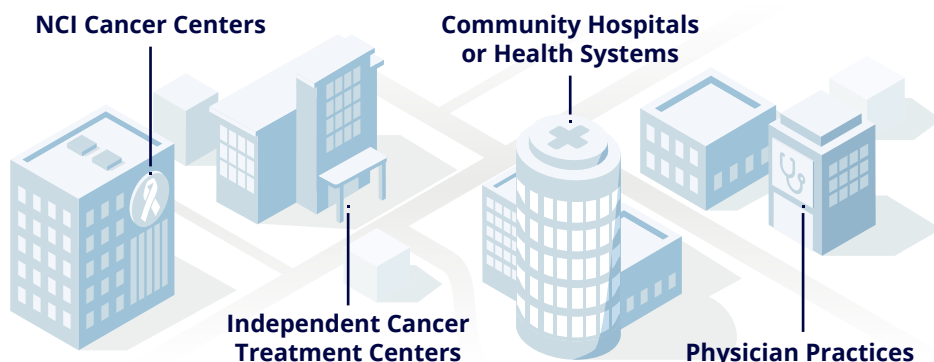 NCI Cancer Centers
Community Hospitals
or Health Systems
Independent Cancer
Treatment Centers
Physician Practices